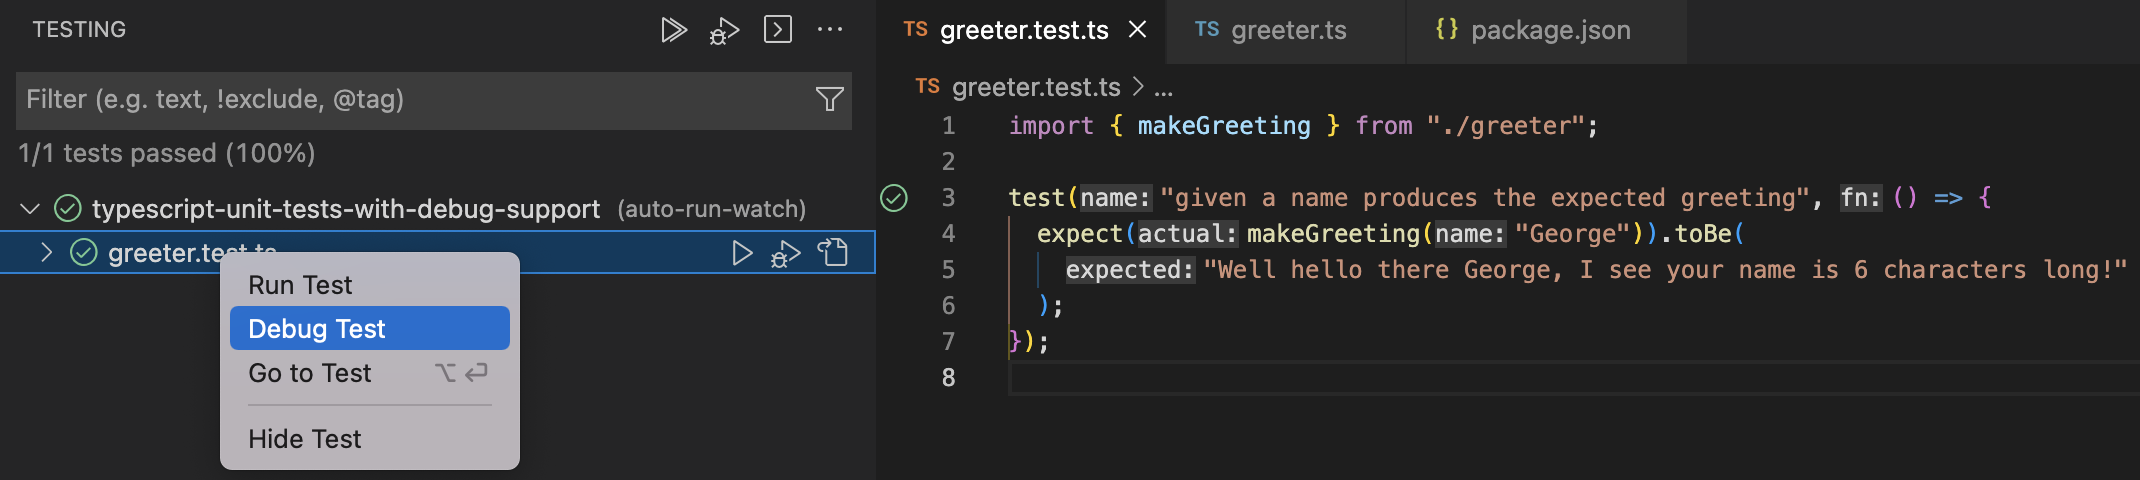 TESTING
Filter (e.g. text, !exclude, @tag)
1/1 tests passed (100%)
typescript-unit-tests-with-debug-support (auto-run-watch)
greeter.test.ts
Run Test
Debug Test
Go to Test ⌥ ⏎
Hide Test
TS greeter.test.ts
TS greeter.ts
{} package.json
TS greeter.test.ts > ...
1 import { makeGreeting } from "./greeter";
2
3 test(name: "given a name produces the expected greeting", fn: () => {
4 expect(actual: makeGreeting(name: "George")).toBe(
5 expected: "Well hello there George, I see your name is 6 characters long!"
6 );
7 });
8